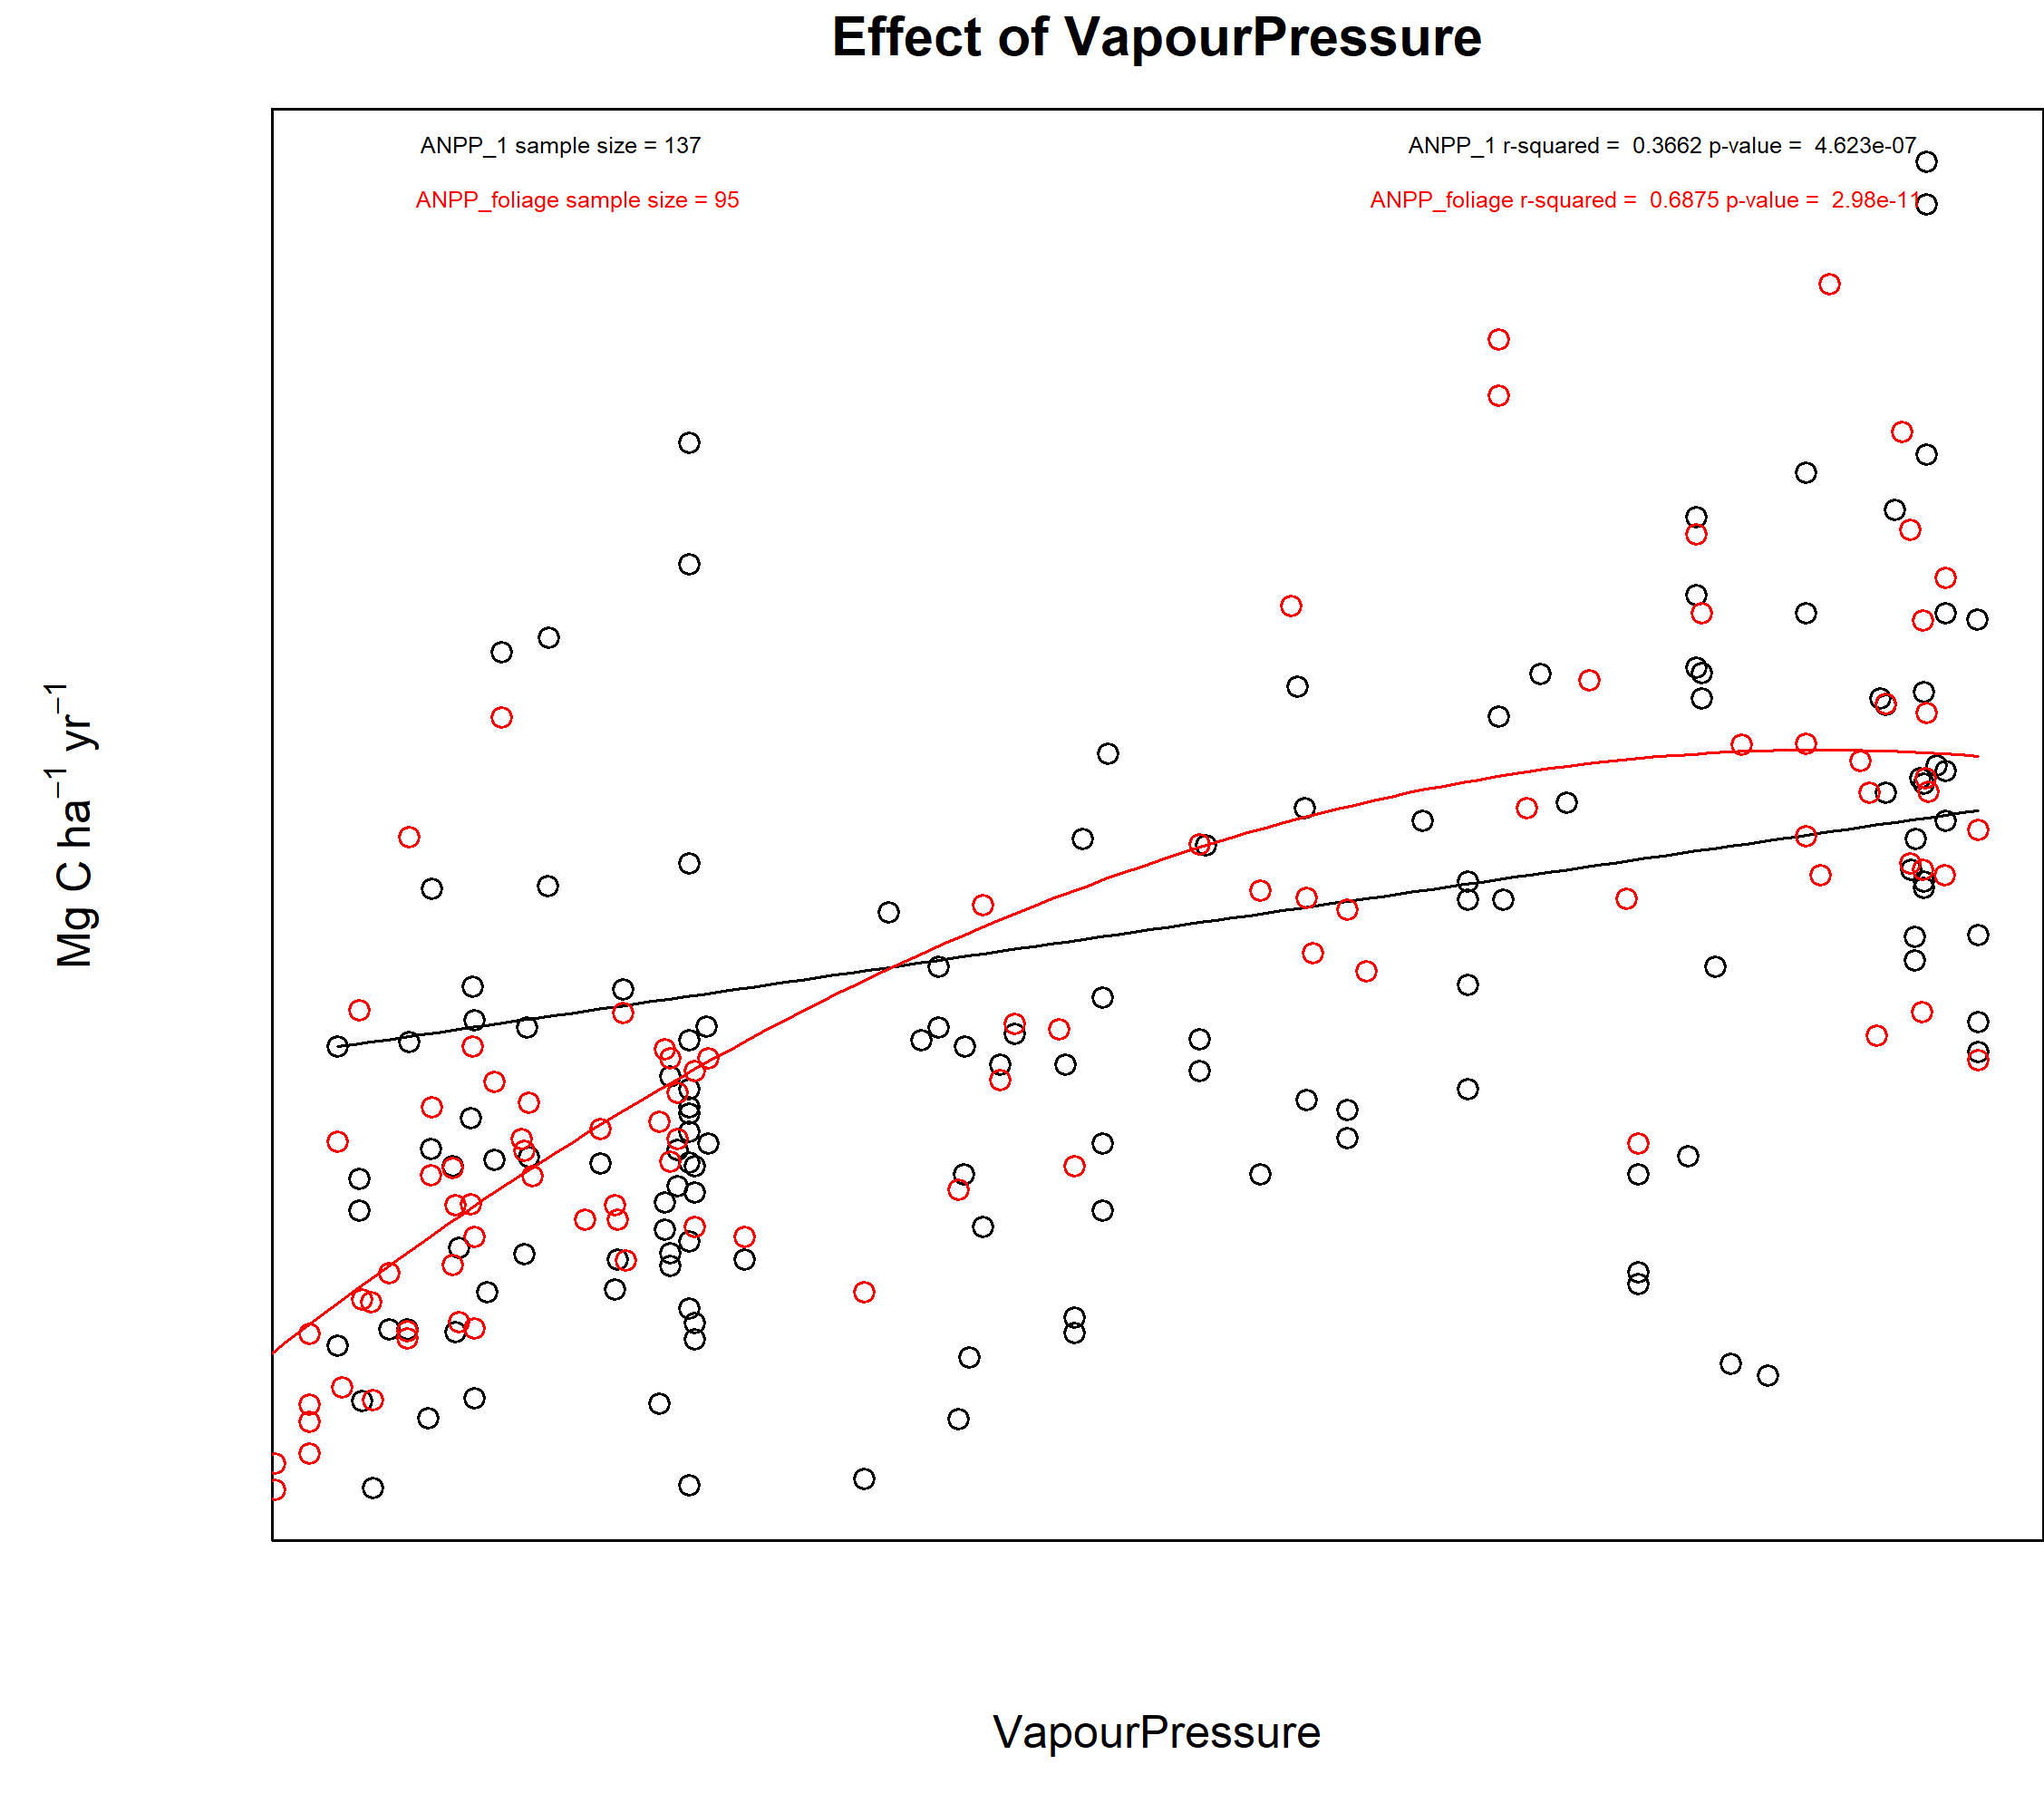 Effect of VapourPressure
ANPP_1 sample size = 137
ANPP_1 r-squared = 0.3662 p-value = 4.623e-07
ANPP_foliage sample size = 95
ANPP_foliage r-squared = 0.6875 p-value = 2.98e-11
Mg C ha⁻¹ yr⁻¹
VapourPressure